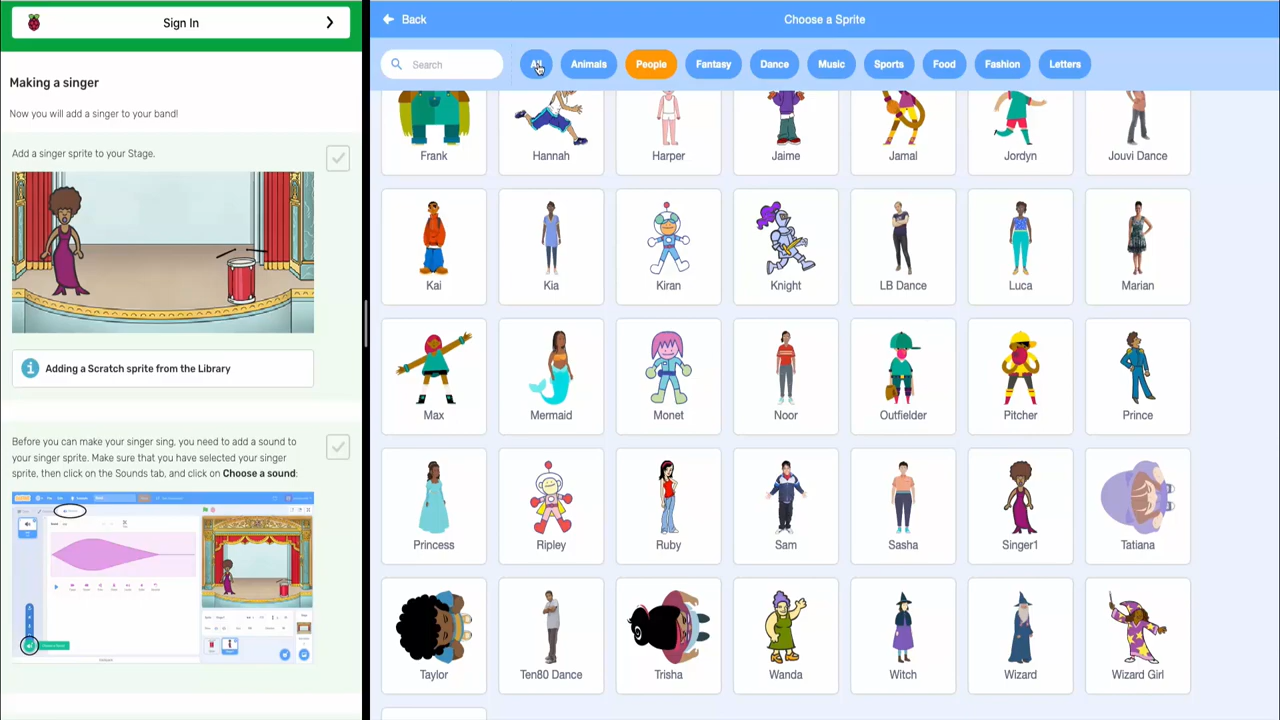 Sign In
Making a singer
Now you will add a singer to your band!
Add a singer sprite to your Stage.
Adding a Scratch sprite from the Library
Before you can make your singer sing, you need to add a sound to
your singer sprite. Make sure that you have selected your singer
sprite, then click on the Sounds tab, and click on Choose a sound:
Back
Choose a Sprite
Search
All
Animals
People
Fantasy
Dance
Music
Sports
Food
Fashion
Letters
Frank
Hannah
Harper
Jaime
Jamal
Jordyn
Jouvi Dance
Kai
Kia
Kiran
Knight
LB Dance
Luca
Marian
Max
Mermaid
Monet
Noor
Outfielder
Pitcher
Prince
Princess
Ripley
Ruby
Sam
Sasha
Singer1
Tatiana
Taylor
Ten80 Dance
Trisha
Wanda
Witch
Wizard
Wizard Girl